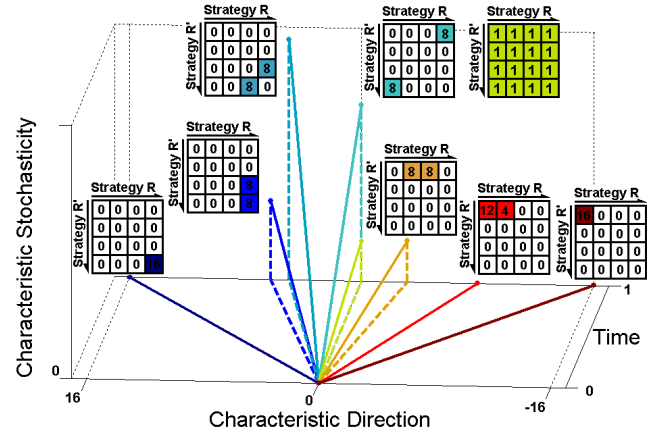 Strategy R
Strategy R'
0 0 0 0
0 0 0 0
0 0 0 8
0 0 8 0
Strategy R
Strategy R'
0 0 0 8
0 0 0 0
0 0 0 0
8 0 0 0
Strategy R
Strategy R'
1 1 1 1
1 1 1 1
1 1 1 1
1 1 1 1
Strategy R
Strategy R'
0 0 0 0
0 0 0 0
0 0 0 8
0 0 0 8
Strategy R
Strategy R'
0 8 8 0
0 0 0 0
0 0 0 0
0 0 0 0
Strategy R
Strategy R'
0 0 0 0
0 0 0 0
0 0 0 0
0 0 0 16
Strategy R
Strategy R'
12 4 0 0
0 0 0 0
0 0 0 0
0 0 0 0
Strategy R
Strategy R'
16 0 0 0
0 0 0 0
0 0 0 0
0 0 0 0
Characteristic Stochasticity
0
16
0
-16
Characteristic Direction
0
1
Time